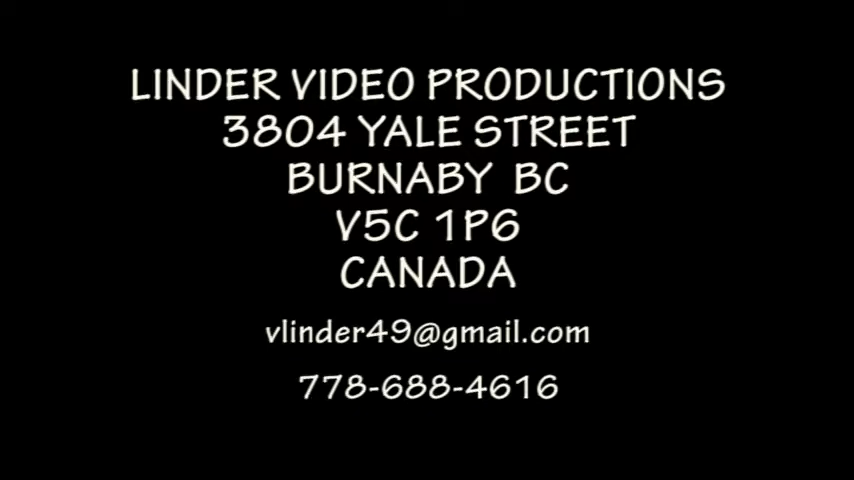 LINDER VIDEO PRODUCTIONS
3804 YALE STREET
BURNABY BC
V5C 1P6
CANADA
vlinder49@gmail.com
778-688-4616